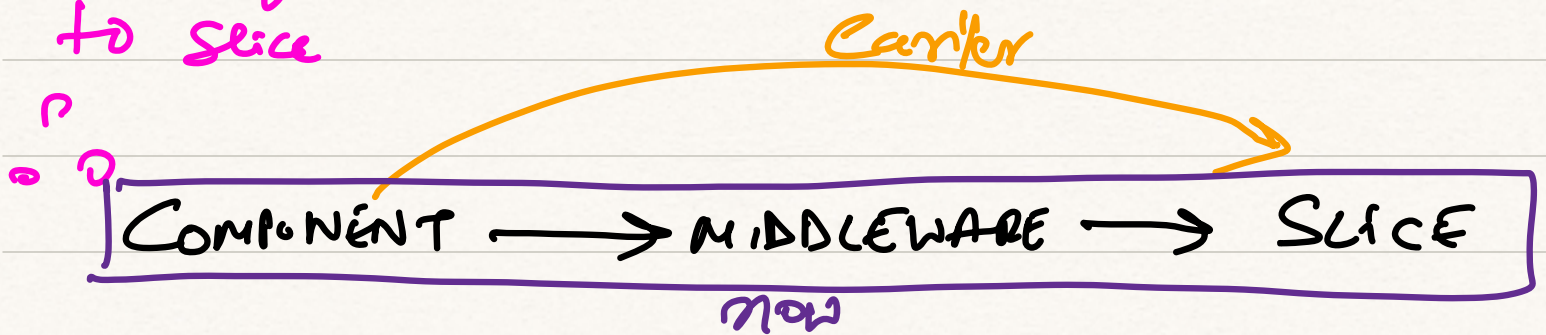 to slice
Earlier
COMPONENT → MIDDLEWARE → SLICE
now